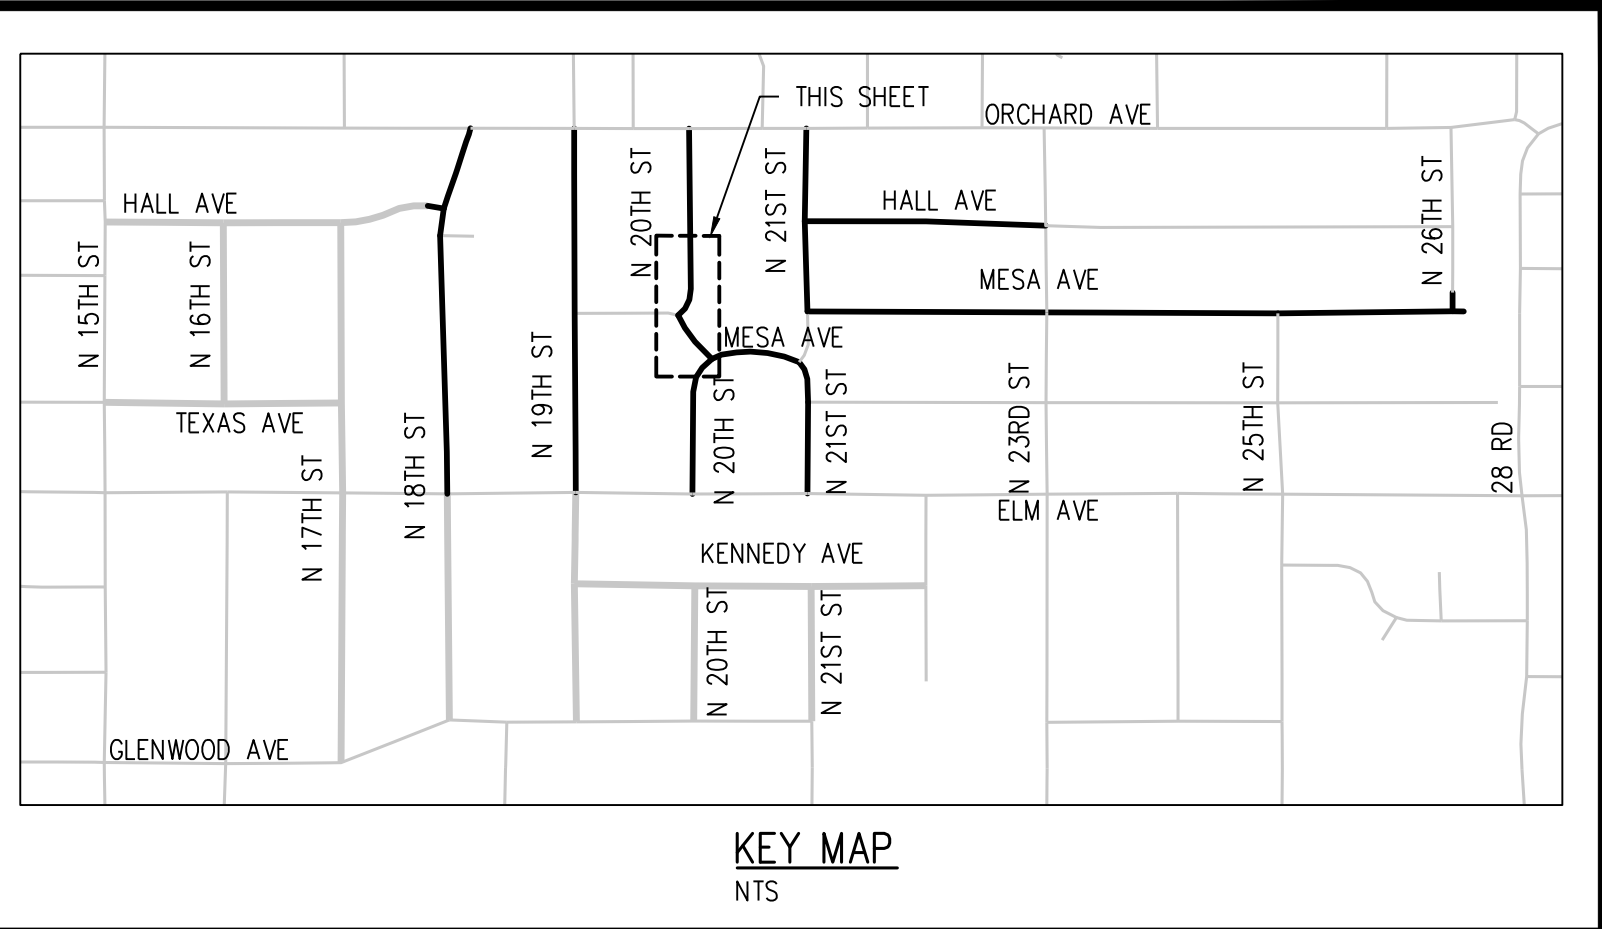 THIS SHEET
ORCHARD AVE
N 20TH ST
N 21ST ST
N 26TH ST
HALL AVE
HALL AVE
N 15TH ST
N 16TH ST
MESA AVE
N 19TH ST
MESA AVE
N 20TH ST
N 21ST ST
N 23RD ST
N 25TH ST
28 RD
TEXAS AVE
N 17TH ST
N 18TH ST
ELM AVE
KENNEDY AVE
N 20TH ST
N 21ST ST
GLENWOOD AVE
KEY MAP
NTS